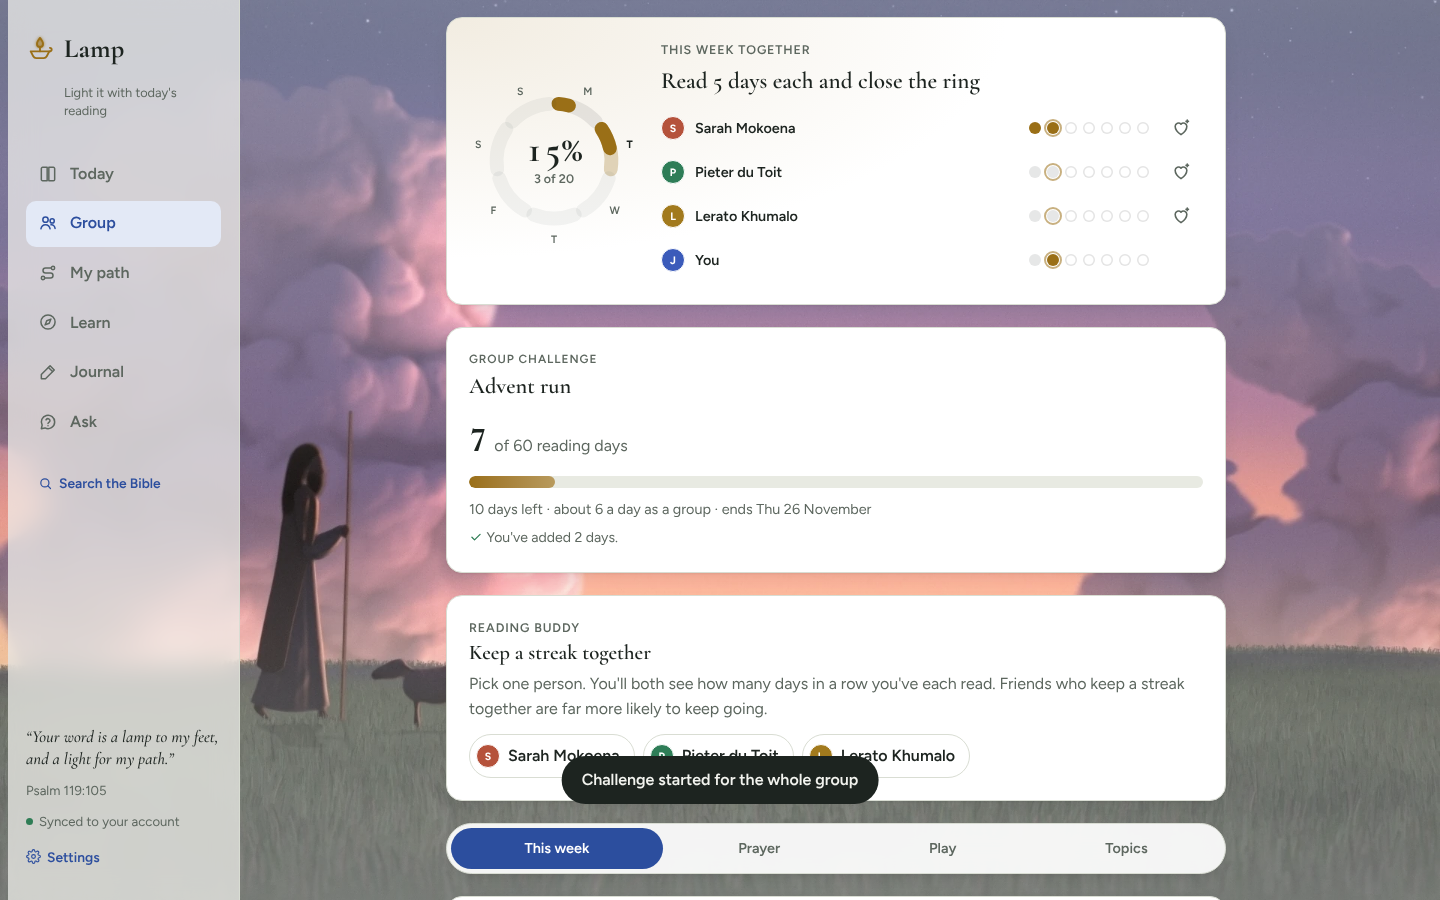 Lamp
Light it with today's
reading
Today
Group
My path
Learn
Journal
Ask
Search the Bible
“Your word is a lamp to my feet,
and a light for my path.”
Psalm 119:105
Synced to your account
Settings
S
M
S
T
F
W
T
15%
3 of 20
THIS WEEK TOGETHER
Read 5 days each and close the ring
S Sarah Mokoena
P Pieter du Toit
L Lerato Khumalo
J You
GROUP CHALLENGE
Advent run
7 of 60 reading days
10 days left · about 6 a day as a group · ends Thu 26 November
You've added 2 days.
READING BUDDY
Keep a streak together
Pick one person. You'll both see how many days in a row you've each read. Friends who keep a streak
together are far more likely to keep going.
S Sarah Mokoena P Pieter du Toit L Lerato Khumalo
Challenge started for the whole group
This week Prayer Play Topics